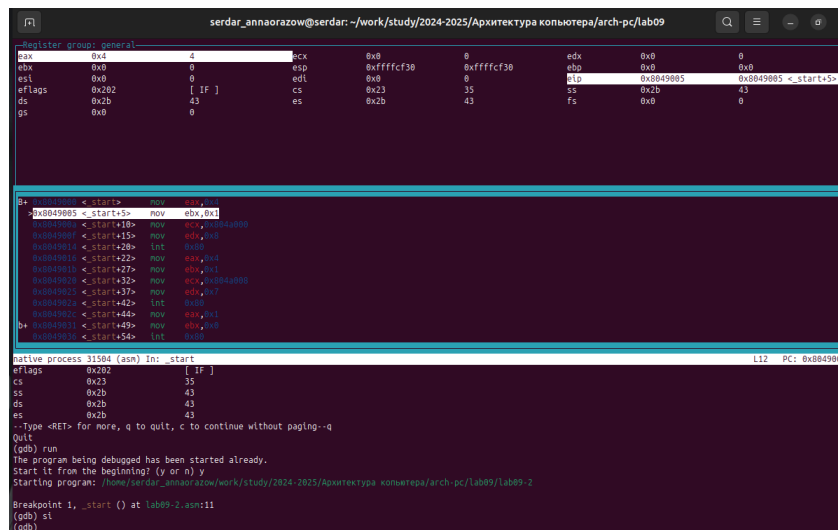 serdar_annaorazow@serdar: ~/work/study/2024-2025/Архитектура копьютера/arch-pc/lab09
Register group: general
eax 0x4 4 ecx 0x0 0 edx 0x0 0
ebx 0x0 0 esp 0xffffcf30 0xffffcf30 ebp 0x0 0x0
esi 0x0 0 edi 0x0 0 eip 0x8049005 0x8049005 <_start+5>
eflags 0x202 [ IF ] cs 0x23 35 ss 0x2b 43
ds 0x2b 43 es 0x2b 43 fs 0x0 0
gs 0x0 0
B+ 0x8049000 <_start> mov eax,0x4
>0x8049005 <_start+5> mov ebx,0x1
0x804900a <_start+10> mov ecx,0x804a000
0x804900f <_start+15> mov edx,0x8
0x8049014 <_start+20> int 0x80
0x8049016 <_start+22> mov eax,0x4
0x804901b <_start+27> mov ebx,0x1
0x8049020 <_start+32> mov ecx,0x804a008
0x8049025 <_start+37> mov edx,0x7
0x804902a <_start+42> int 0x80
0x804902c <_start+44> mov eax,0x1
b+ 0x8049031 <_start+49> mov ebx,0x0
0x8049036 <_start+54> int 0x80
native process 31504 (asm) In: _start L12 PC: 0x804900
eflags 0x202 [ IF ]
cs 0x23 35
ss 0x2b 43
ds 0x2b 43
es 0x2b 43
--Type <RET> for more, q to quit, c to continue without paging--q
Quit
(gdb) run
The program being debugged has been started already.
Start it from the beginning? (y or n) y
Starting program: /home/serdar_annaorazow/work/study/2024-2025/Архитектура копьютера/arch-pc/lab09/lab09-2
Breakpoint 1, _start () at lab09-2.asm:11
(gdb) si
(gdb)